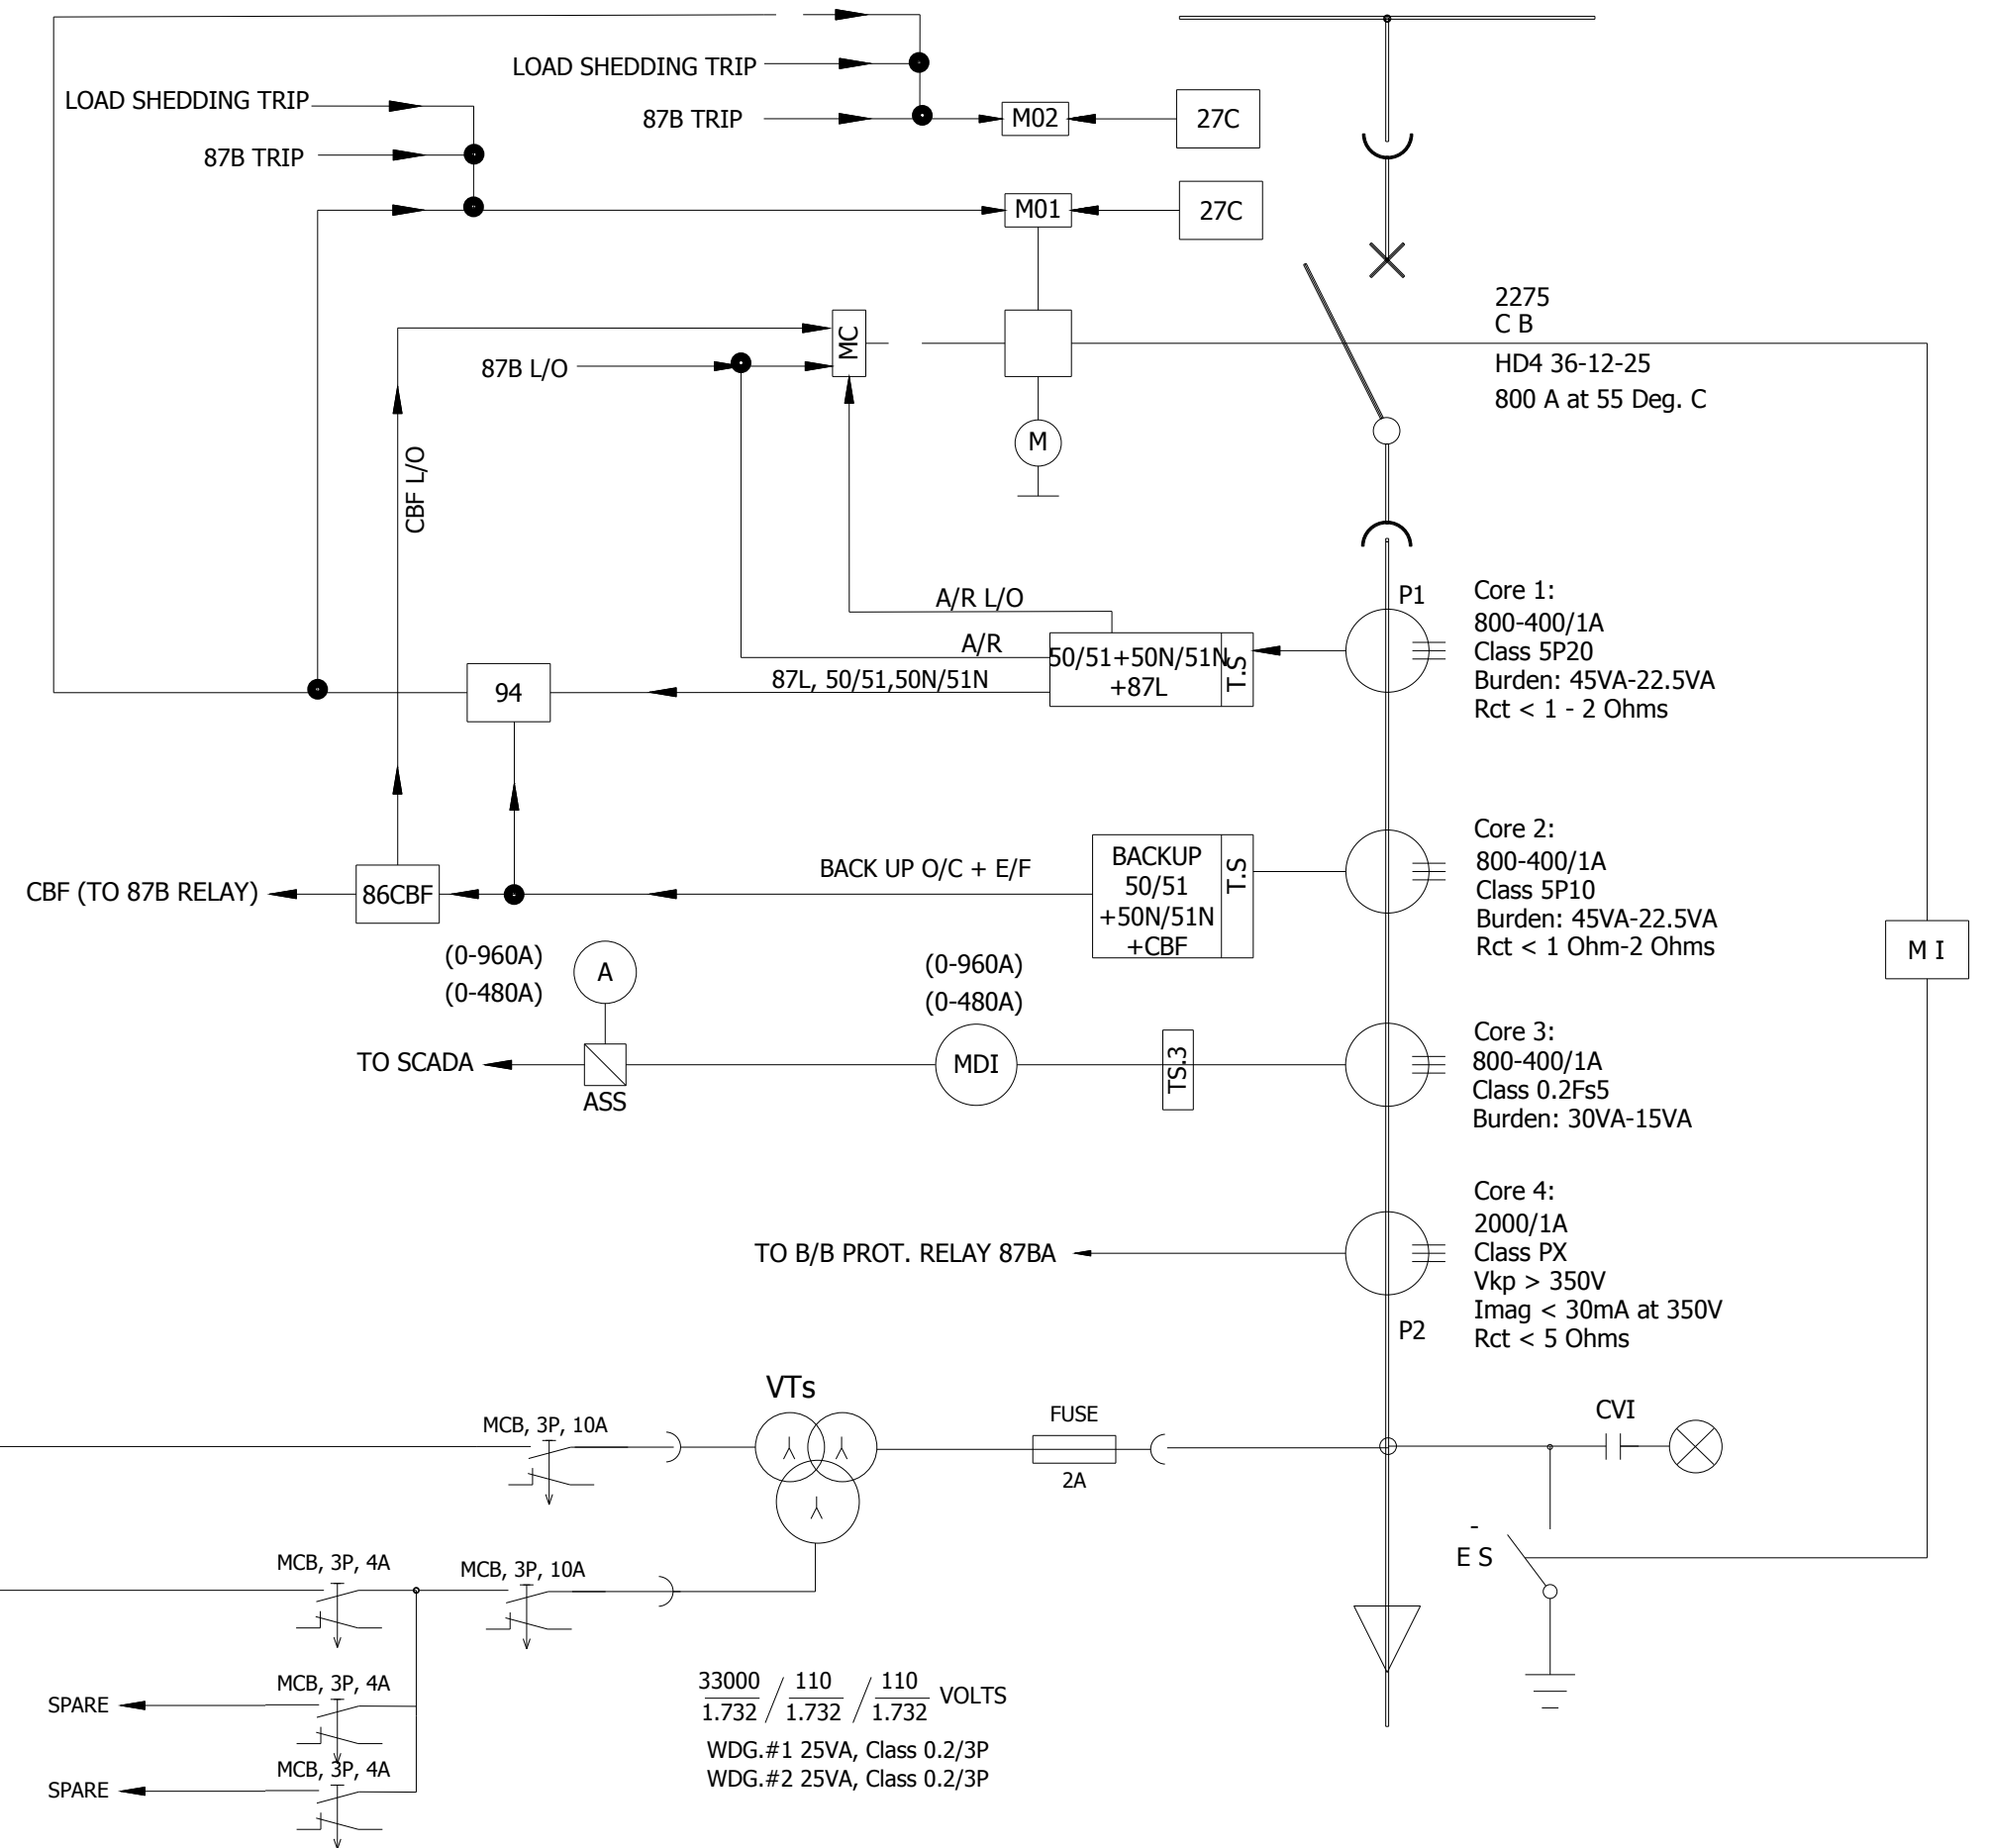 LOAD SHEDDING TRIP
LOAD SHEDDING TRIP
87B TRIP
M02
27C
87B TRIP
M01
27C
2275
C B
HD4 36-12-25
800 A at 55 Deg. C
MC
87B L/O
M
CBF L/O
A/R L/O
A/R
87L, 50/51,50N/51N
94
50/51+50N/51N
+87L
T.S
P1
Core 1:
800-400/1A
Class 5P20
Burden: 45VA-22.5VA
Rct < 1 - 2 Ohms
CBF (TO 87B RELAY)
86CBF
BACK UP O/C + E/F
BACKUP
50/51
+50N/51N
+CBF
T.S
Core 2:
800-400/1A
Class 5P10
Burden: 45VA-22.5VA
Rct < 1 Ohm-2 Ohms
M I
(0-960A)
(0-480A)
A
(0-960A)
(0-480A)
TO SCADA
ASS
MDI
TS.3
Core 3:
800-400/1A
Class 0.2Fs5
Burden: 30VA-15VA
TO B/B PROT. RELAY 87BA
Core 4:
2000/1A
Class PX
Vkp > 350V
Imag < 30mA at 350V
Rct < 5 Ohms
P2
VTs
MCB, 3P, 10A
FUSE
2A
CVI
-
E S
MCB, 3P, 4A
MCB, 3P, 10A
MCB, 3P, 4A
SPARE
MCB, 3P, 4A
SPARE
33000 / 110 / 110 VOLTS
1.732 1.732 1.732
WDG.#1 25VA, Class 0.2/3P
WDG.#2 25VA, Class 0.2/3P